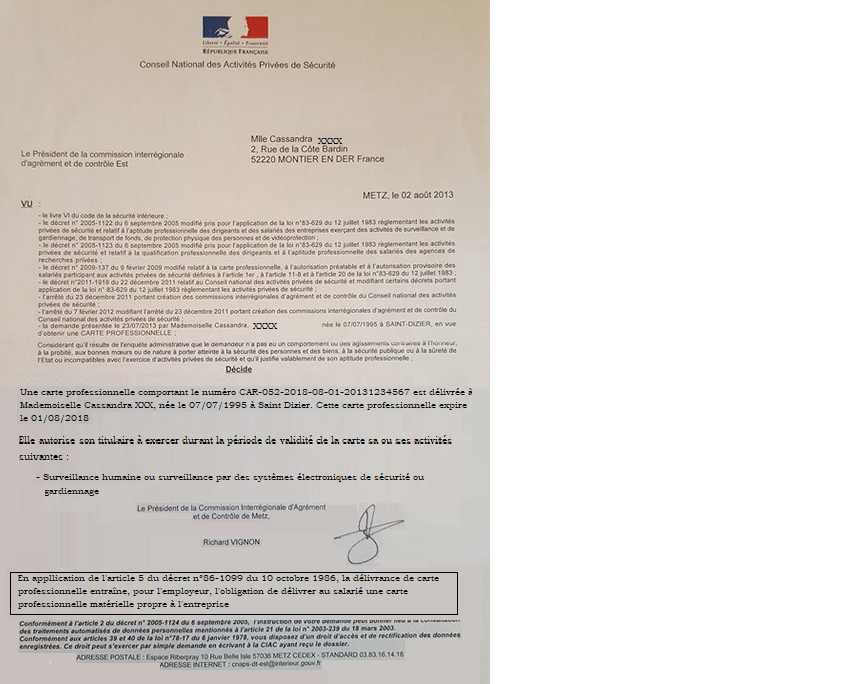 Liberté • Égalité • Fraternité
RÉPUBLIQUE FRANÇAISE
Conseil National des Activités Privées de Sécurité
Mlle Cassandra XXXX
2, Rue de la Côte Bardin
52220 MONTIER EN DER France
Le Président de la commission interrégionale
d'agrément et de contrôle Est
METZ, le 02 août 2013
VU :
- le livre VI du code de la sécurité intérieure ;
- le décret n° 2005-1122 du 6 septembre 2005 modifié pris pour l'application de la loi n°83-629 du 12 juillet 1983 réglementant les activités
privées de sécurité et relatif à l'aptitude professionnelle des dirigeants et des salariés des entreprises exerçant des activités de surveillance et de
gardiennage, de transport de fonds, de protection physique des personnes et de vidéoprotection ;
- le décret n° 2005-1123 du 6 septembre 2005 modifié pris pour l'application de la loi n°83-629 du 12 juillet 1983 réglementant les activités
privées de sécurité et relatif à la qualification professionnelle des dirigeants et à l'aptitude professionnelle des salariés des agences de
recherches privées ;
- le décret n° 2009-137 du 9 février 2009 modifié relatif à la carte professionnelle, à l'autorisation préalable et à l'autorisation provisoire des
salariés participant aux activités privées de sécurité définies à l'article 1er , à l'article 11-8 et à l'article 20 de la loi n°83-629 du 12 juillet 1983 ;
- le décret n°2011-1919 du 22 décembre 2011 relatif au Conseil national des activités privées de sécurité et modifiant certains décrets portant
application de la loi n° 83-629 du 12 juillet 1983 réglementant les activités privées de sécurité ;
- l'arrêté du 23 décembre 2011 portant création des commissions interrégionales d'agrément et de contrôle du Conseil national des activités
privées de sécurité ;
- l'arrêté du 7 février 2012 modifiant l'arrêté du 23 décembre 2011 portant création des commissions interrégionales d'agrément et de contrôle du
Conseil national des activités privées de sécurité ;
- la demande présentée le 23/07/2013 par Mademoiselle Cassandra, XXXX née le 07/07/1995 à SAINT-DIZIER, en vue
d'obtenir une CARTE PROFESSIONNELLE ;
Considérant qu'il résulte de l'enquête administrative que le demandeur n'a pas eu un comportement ou des agissements contraires à l'honneur,
à la probité, aux bonnes mœurs ou de nature à porter atteinte à la sécurité des personnes et des biens, à la sécurité publique ou à la sûreté de
l'Etat ou incompatibles avec l'exercice d'activités privées de sécurité et qu'il justifie valablement de son aptitude professionnelle ;
Décide
Une carte professionnelle comportant le numéro CAR-052-2018-08-01-20131234567 est délivrée à
Mademoiselle Cassandra XXX, née le 07/07/1995 à Saint Dizier. Cette carte professionnelle expire
le 01/08/2018
Elle autorise son titulaire à exercer durant la période de validité de la carte sa ou ses activités
suivantes :
- Surveillance humaine ou surveillance par des systèmes électroniques de sécurité ou
gardiennage
Le Président de la Commission Interrégionale d'Agrément
et de Contrôle de Metz,
Richard VIGNON
En appllication de l'article 5 du décret n°86-1099 du 10 octobre 1986, la délivrance de carte
professionnelle entraîne, pour l'employeur, l'obligation de délivrer au salarié une carte
professionnelle matérielle propre à l'entreprise
Conformément à l'article 2 du décret n° 2005-1124 du 6 septembre 2005, l'instruction de votre demande peut donner lieu à la consultation
des traitements automatisés de données personnelles mentionnés à l'article 21 de la loi n° 2003-239 du 18 mars 2003.
Conformément aux articles 39 et 40 de la loi n°78-17 du 6 janvier 1978, vous disposez d'un droit d'accès et de rectification des données
enregistrées. Ce droit peut s'exercer par simple demande en écrivant à la CIAC ayant reçu le dossier.
ADRESSE POSTALE : Espace Riberpray 10 Rue Belle Isle 57036 METZ CEDEX - STANDARD 03.83.16.14.18
ADRESSE INTERNET : cnaps-dt-est@interieur.gouv.fr